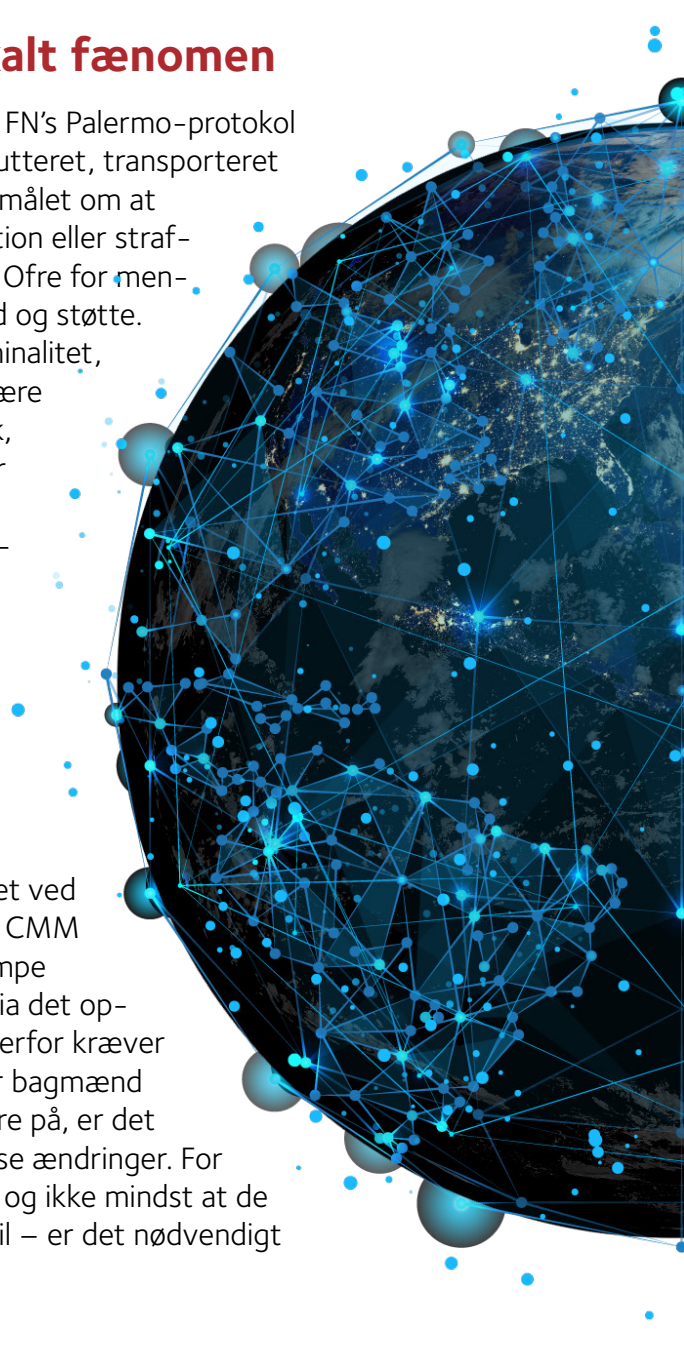 alt fænomen
FN’s Palermo-protokol
utteret, transporteret
målet om at
tion eller straf-
Ofre for men-
d og støtte.
inalitet,
ære
k,
r
-
et ved
CMM
mpe
ia det op-
erfor kræver
r bagmænd
re på, er det
se ændringer. For
og ikke mindst at de
il – er det nødvendigt